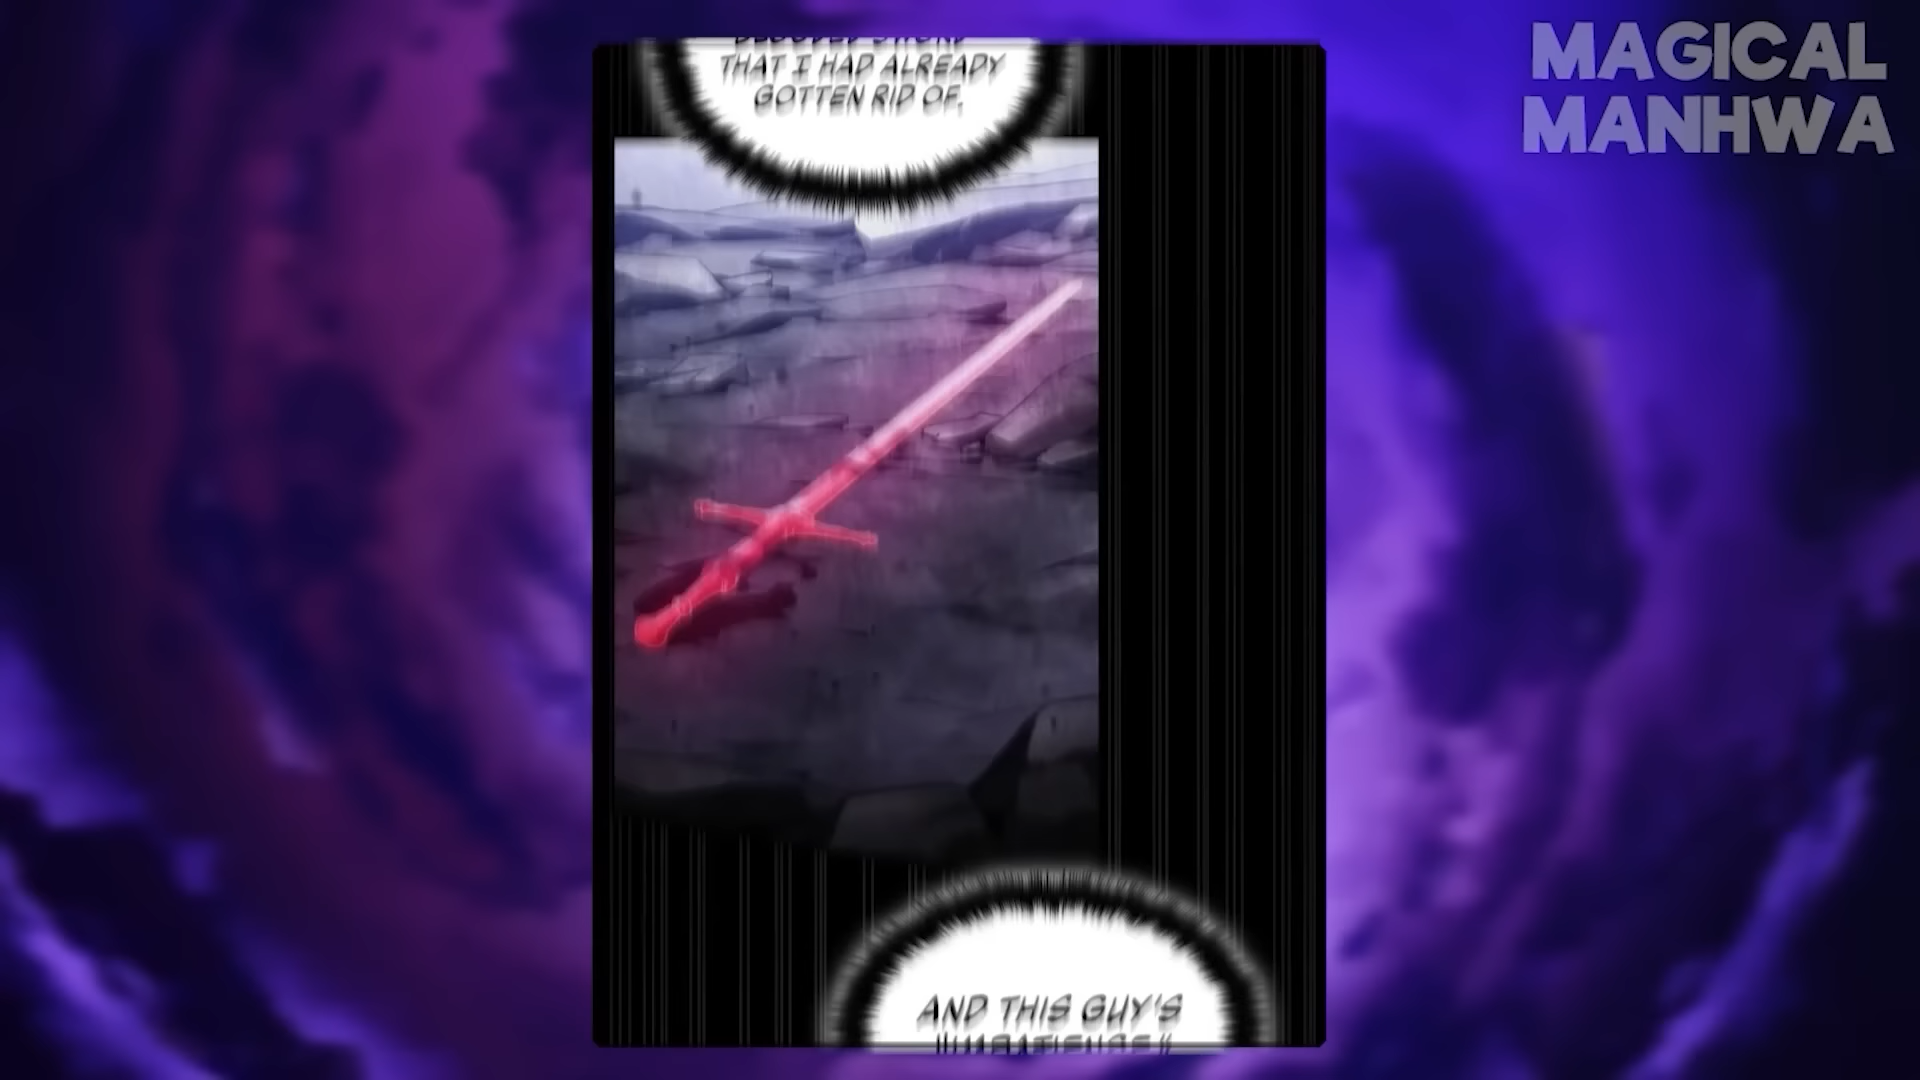 MAGICAL
MANHWA
THAT I HAD ALREADY
GOTTEN RID OF,
AND THIS GUY'S